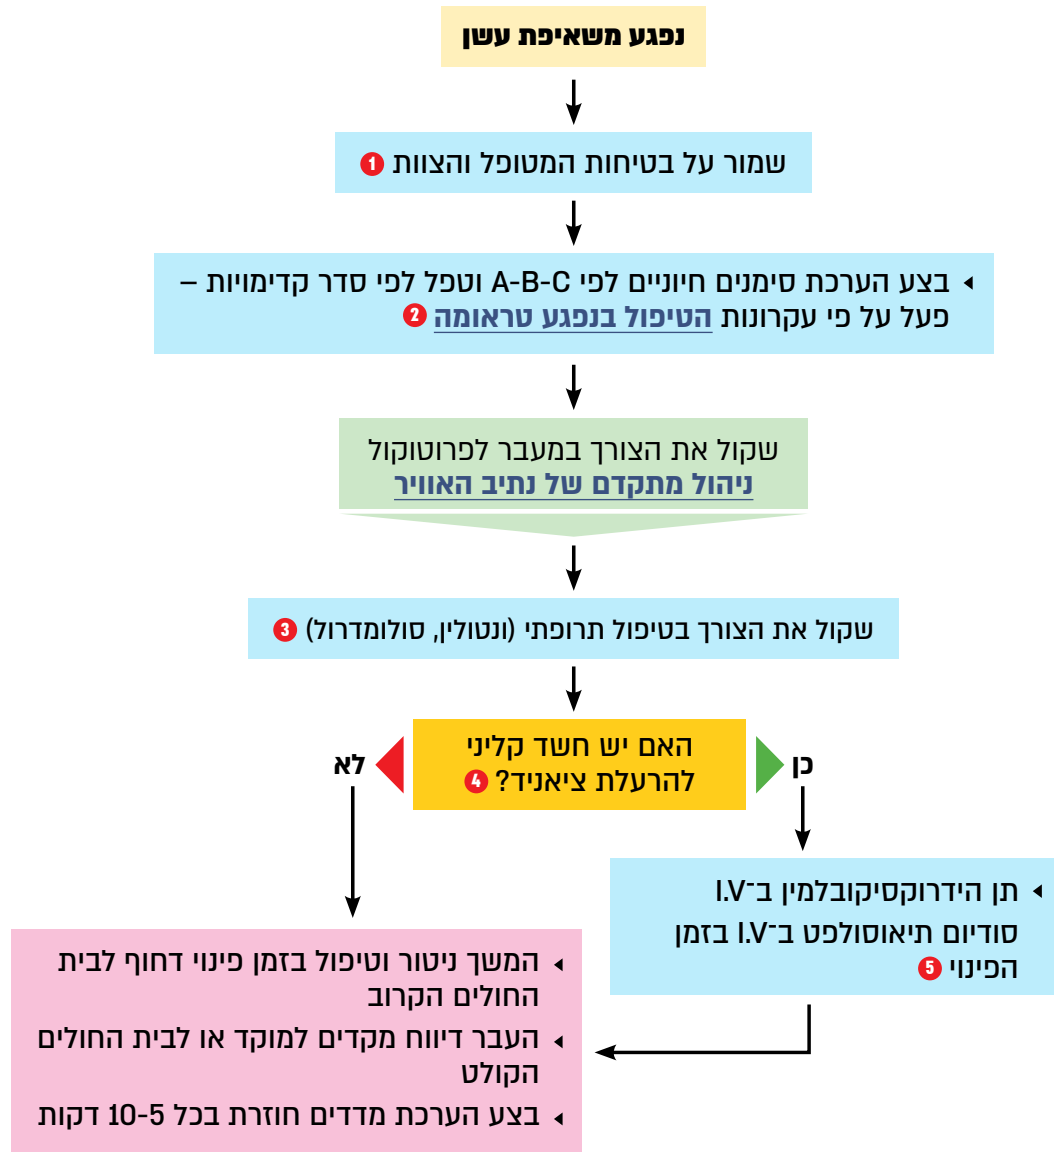 נפגע משאיפת עשן
שמור על בטיחות המטופל והצוות 1
בצע הערכת סימנים חיוניים לפי A-B-C וטפל לפי סדר קדימויות –
פעל על פי עקרונות הטיפול בנפגע טראומה 2
שקול את הצורך במעבר לפרוטוקול
ניהול מתקדם של נתיב האוויר
שקול את הצורך בטיפול תרופתי (ונטולין, סולומדרול) 3
האם יש חשד קליני
להרעלת ציאניד? 4
כן
לא
תן הידרוקסיקובלמין ב־I.V
סודיום תיאוסולפט ב־I.V בזמן
הפינוי 5
המשך ניטור וטיפול בזמן פינוי דחוף לבית
החולים הקרוב
העבר דיווח מקדים למוקד או לבית החולים
הקולט
בצע הערכת מדדים חוזרת בכל 10-5 דקות